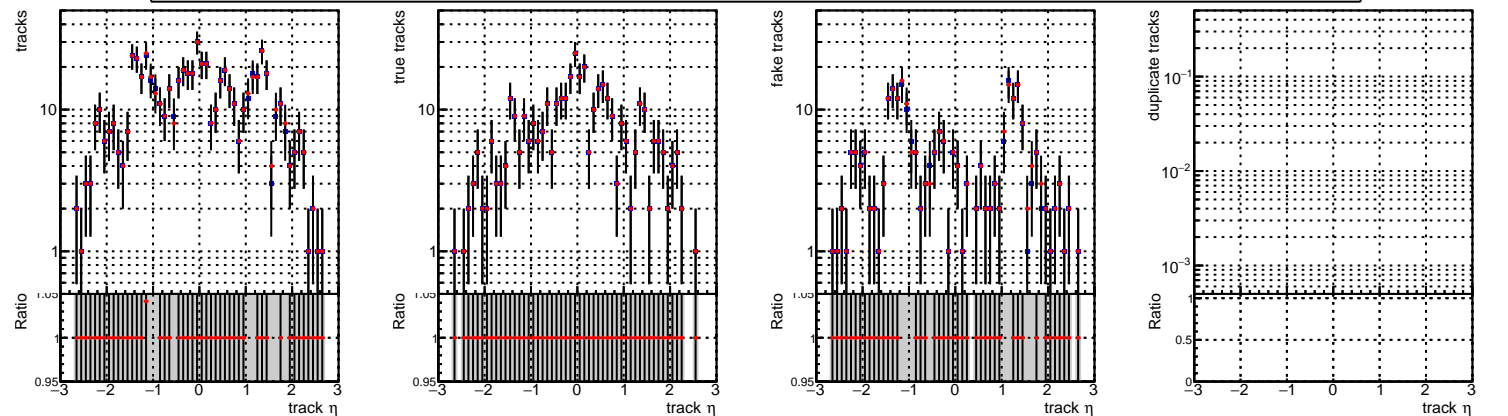 tracks
10
1
Ratio
1.05
1
0.95
−3 −2 −1 0 1 2 3
track η
true tracks
10
1
Ratio
1.05
1
0.95
−3 −2 −1 0 1 2 3
track η
fake tracks
10
1
Ratio
1.05
1
0.95
−3 −2 −1 0 1 2 3
track η
duplicate tracks
10−1
10−2
10−3
Ratio
1
0.5
0
−3 −2 −1 0 1 2 3
track η